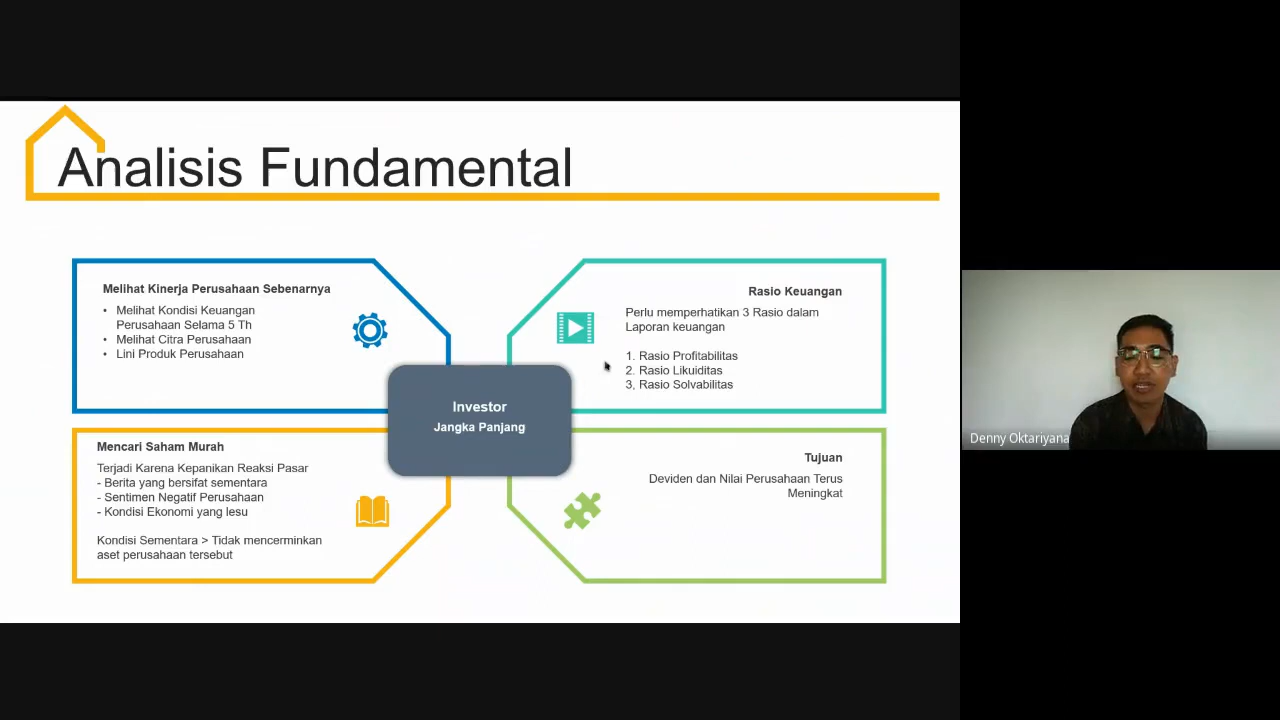 Analisis Fundamental
Melihat Kinerja Perusahaan Sebenarnya
• Melihat Kondisi Keuangan
Perusahaan Selama 5 Th
• Melihat Citra Perusahaan
• Lini Produk Perusahaan
Rasio Keuangan
Perlu memperhatikan 3 Rasio dalam
Laporan keuangan
1. Rasio Profitabilitas
2. Rasio Likuiditas
3, Rasio Solvabilitas
Investor
Jangka Panjang
Mencari Saham Murah
Terjadi Karena Kepanikan Reaksi Pasar
- Berita yang bersifat sementara
- Sentimen Negatif Perusahaan
- Kondisi Ekonomi yang lesu
Kondisi Sementara > Tidak mencerminkan
aset perusahaan tersebut
Tujuan
Deviden dan Nilai Perusahaan Terus
Meningkat
Denny Oktariyana